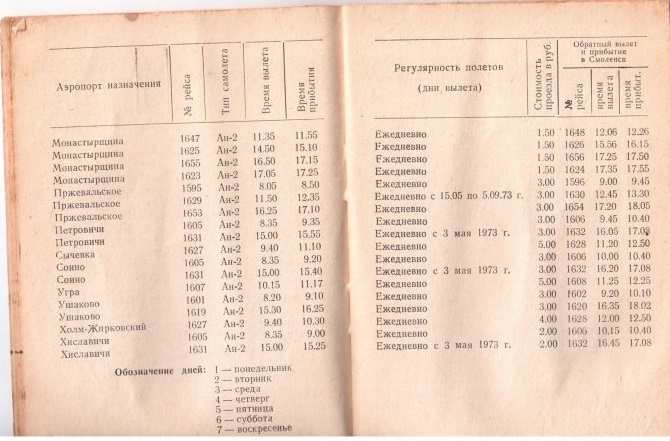 Аэропорт назначения
№ рейса
Тип самолета
Время вылета
Время прибытия
Монастырщина 1647 Ан-2 11.35 11.55
Монастырщина 1625 Ан-2 14.50 15.10
Монастырщина 1655 Ан-2 16.50 17.15
Монастырщина 1623 Ан-2 17.05 17.25
Пржевальское 1595 Ан-2 8.05 8.50
Пржевальское 1629 Ан-2 11.50 12.35
Пржевальское 1653 Ан-2 16.25 17.10
Петровичи 1605 Ан-2 8.35 9.35
Петровичи 1631 Ан-2 15.00 15.55
Сычевка 1627 Ан-2 9.40 11.10
Соино 1605 Ан-2 8.35 9.20
Соино 1631 Ан-2 15.00 15.40
Угра 1607 Ан-2 10.15 11.17
Ушаково 1601 Ан-2 8.20 9.10
Ушаково 1619 Ан-2 15.30 16.25
Холм-Жирковский 1627 Ан-2 9.40 10.30
Хиславичи 1605 Ан-2 8.35 9.00
Хиславичи 1631 Ан-2 15.00 15.25
Обозначение дней: 1 — понедельник
2 — вторник
3 — среда
4 — четверг
5 — пятница
6 — суббота
7 — воскресенье
Регулярность полетов
(дни вылета)
Стоимость проезда в руб.
Обратный вылет
и прибытие
в Смоленск
№ рейса
время вылета
время прибыт.
Ежедневно 1.50 1648 12.06 12.26
Ежедневно 1.50 1626 15.56 16.15
Ежедневно 1.50 1656 17.25 17.50
Ежедневно 1.50 1624 17.35 17.55
Ежедневно 3.00 1596 9.00 9.45
Ежедневно с 15.05 по 5.09.73 г. 3.00 1630 12.45 13.30
Ежедневно 3.00 1654 17.20 18.05
Ежедневно 3.00 1606 9.45 10.40
Ежедневно с 3 мая 1973 г. 3.00 1632 16.05 17.08
Ежедневно 5.00 1628 11.20 12.50
Ежедневно 3.00 1606 10.00 10.40
Ежедневно с 3 мая 1973 г. 3.00 1632 16.20 17.08
Ежедневно 5.00 1608 11.25 12.25
Ежедневно 3.00 1602 9.20 10.10
Ежедневно 3.00 1620 16.35 18.02
Ежедневно 4.00 1628 12.00 12.50
Ежедневно 2.00 1606 10.15 10.40
Ежедневно с 3 мая 1973 г. 2.00 1632 16.45 17.08